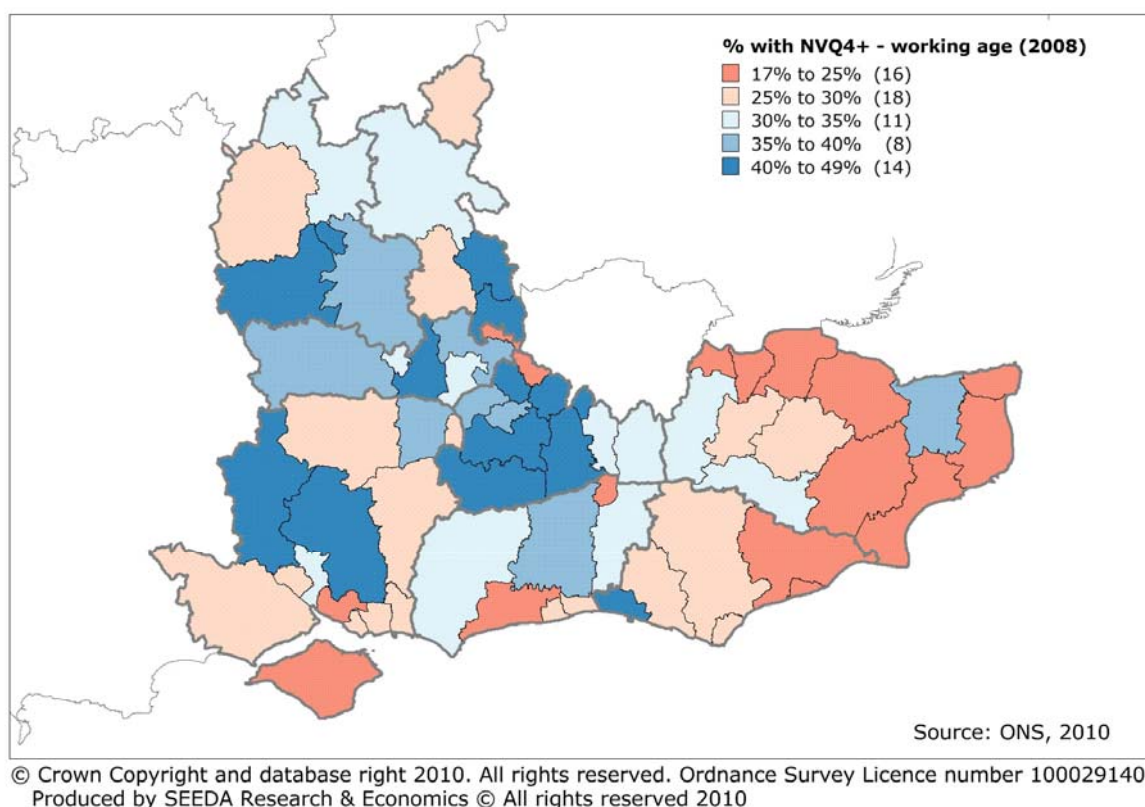 % with NVQ4+ - working age (2008)
17% to 25% (16)
25% to 30% (18)
30% to 35% (11)
35% to 40% (8)
40% to 49% (14)
Source: ONS, 2010
© Crown Copyright and database right 2010. All rights reserved. Ordnance Survey Licence number 100029140
Produced by SEEDA Research & Economics © All rights reserved 2010